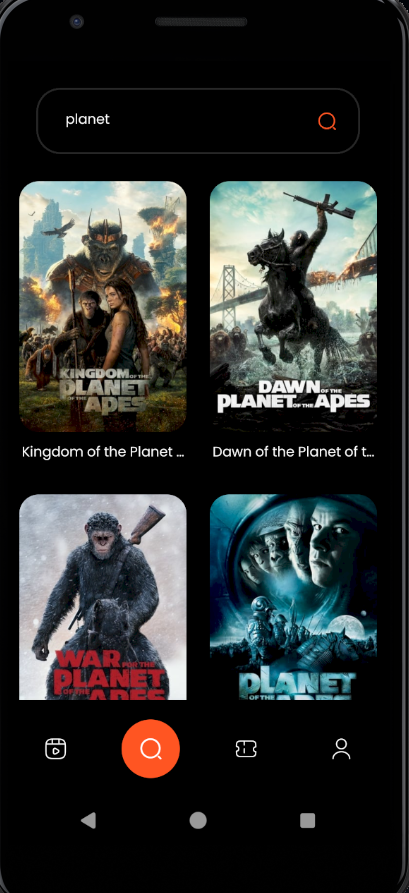 planet
KINGDOM OF THE
PLANET
OF THE APES
DAWN OF THE
PLANET OF THE APES
Kingdom of the Planet ...
Dawn of the Planet of t...
WAR FOR THE
PLANET
OF THE APES
PLANET
OF THE APES